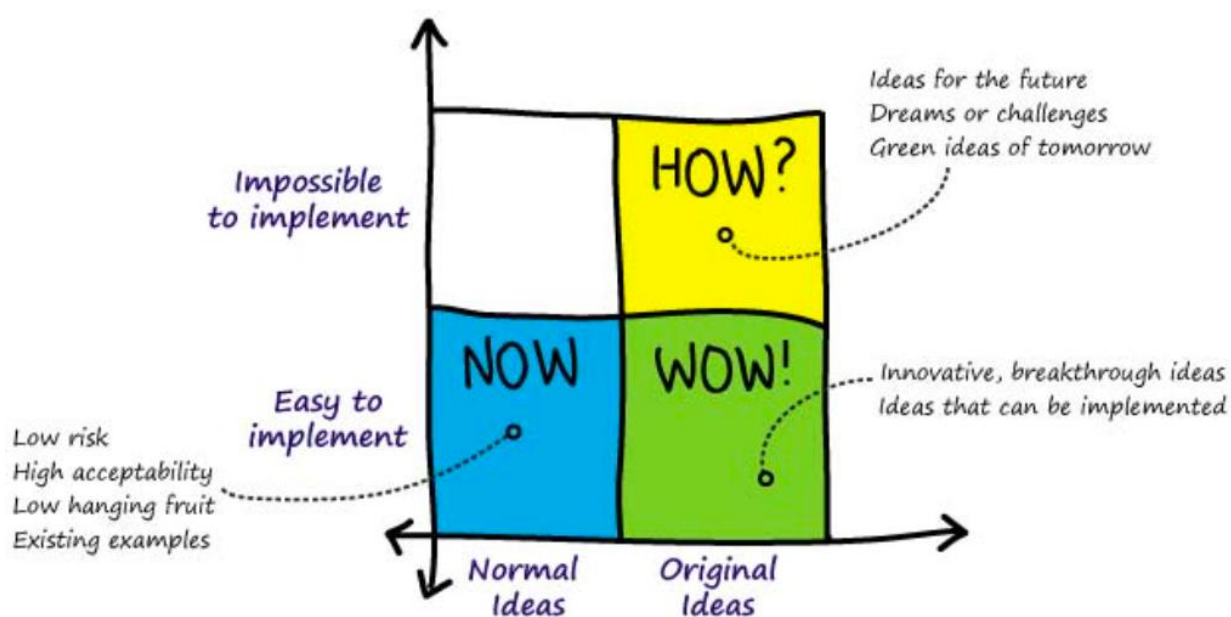 Ideas for the future
Dreams or challenges
Green ideas of tomorrow
HOW?
Impossible
to implement
NOW
WOW!
Innovative, breakthrough ideas
Ideas that can be implemented
Easy to
implement
Low risk
High acceptability
Low hanging fruit
Existing examples
Normal
Ideas
Original
Ideas